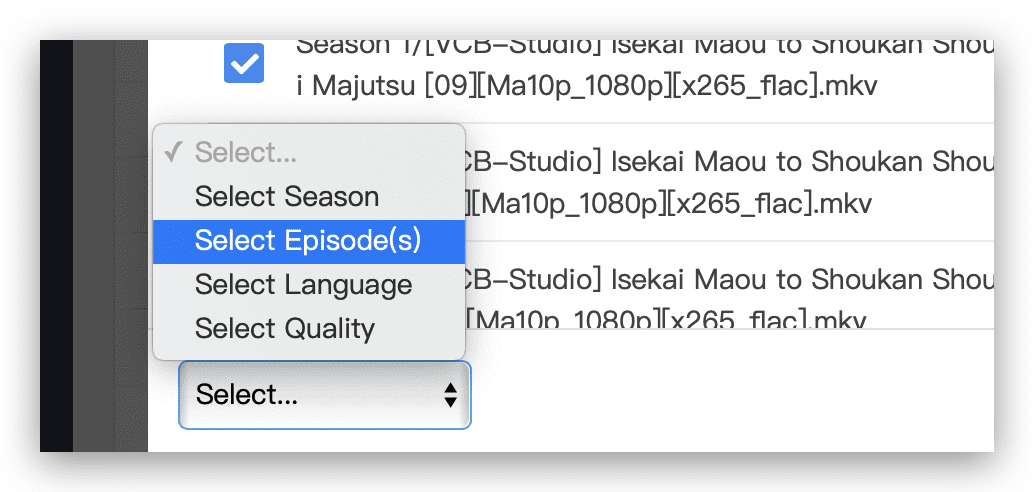 Season 1/[VCB-Studio] Isekai Maou to Shoukan Shou
i Majutsu [09][Ma10p_1080p][x265_flac].mkv
✓ Select...
Select Season
Select Episode(s)
Select Language
Select Quality
CB-Studio] Isekai Maou to Shoukan Shou
][Ma10p_1080p][x265_flac].mkv
CB-Studio] Isekai Maou to Shoukan Shou
[Ma10p_1080p][x265_flac].mkv
Select...